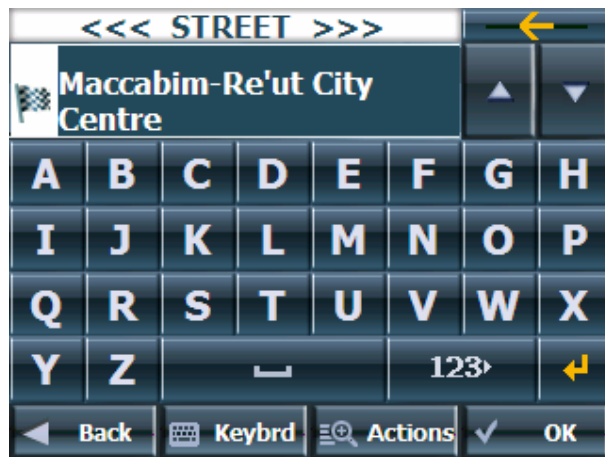 <<< STREET >>>
Maccabim-Re'ut City
Centre
A B C D E F G H
I J K L M N O P
Q R S T U V W X
Y Z 123
Back Keybrd Actions OK